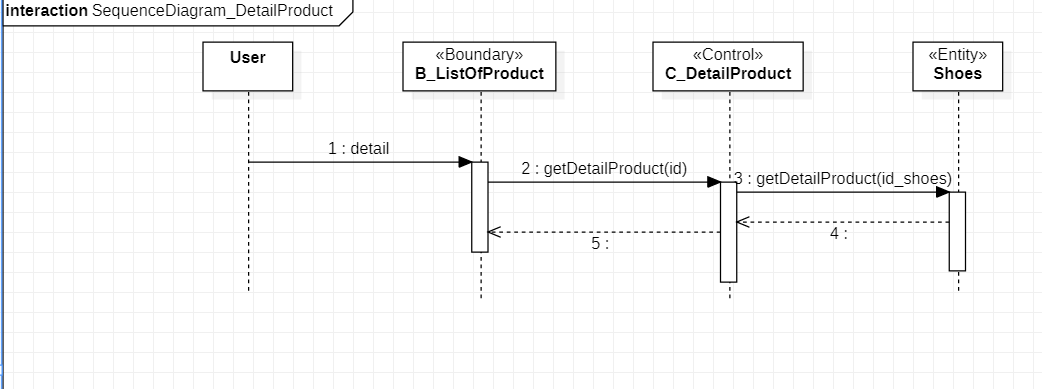 interaction SequenceDiagram_DetailProduct
User
«Boundary»
B_ListOfProduct
«Control»
C_DetailProduct
«Entity»
Shoes
1 : detail
2 : getDetailProduct(id)
3 : getDetailProduct(id_shoes)
4 :
5 :